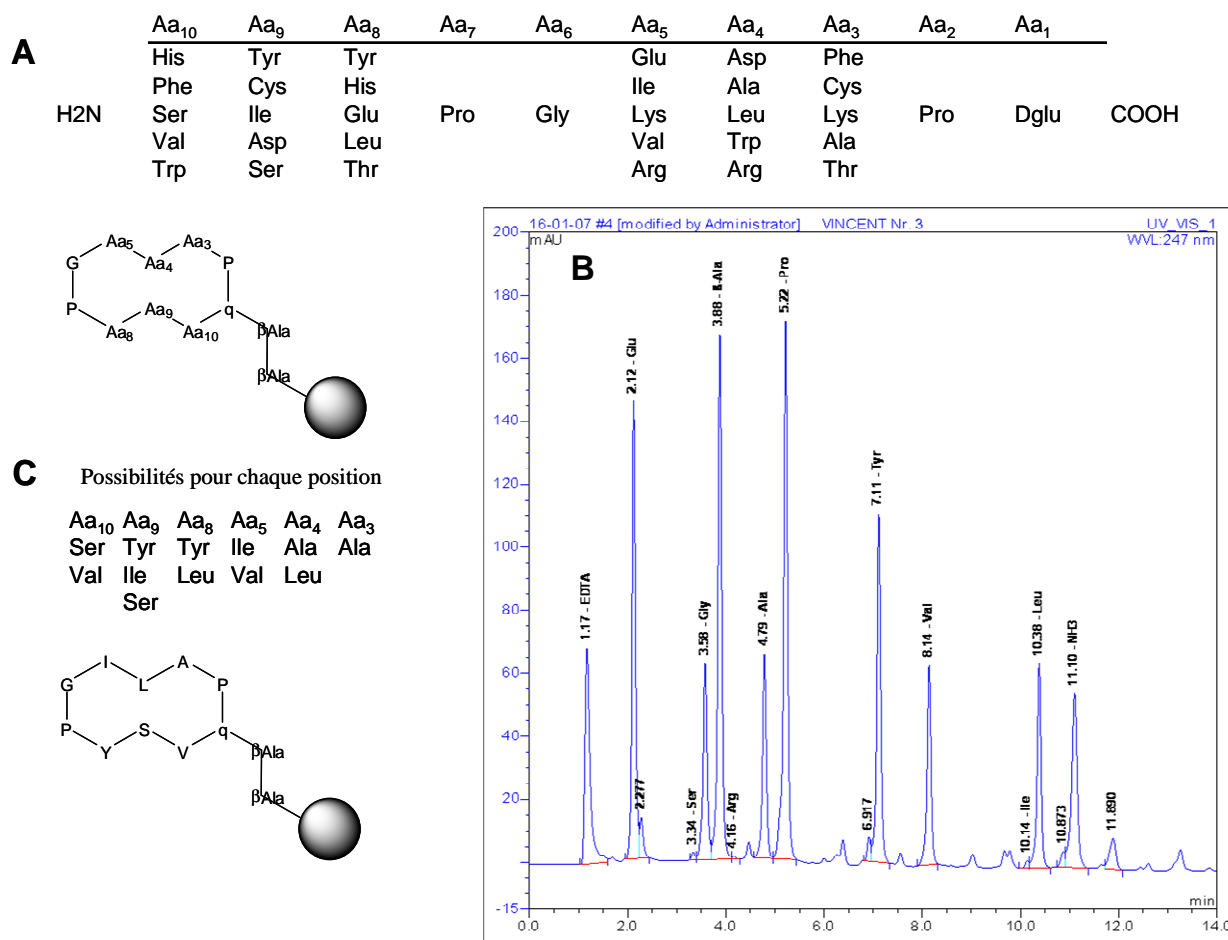 A
Aa10 Aa9 Aa8 Aa7 Aa6 Aa5 Aa4 Aa3 Aa2 Aa1
His Tyr Tyr Glu Asp Phe
Phe Cys His Ile Ala Cys
H2N Ser Ile Glu Pro Gly Lys Leu Lys Pro Dglu COOH
Val Asp Leu Val Trp Ala
Trp Ser Thr Arg Arg Thr
Aa5 Aa3
G Aa4 P
P Aa9 q
Aa8 Aa10 βAla
βAla
C
Possibilités pour chaque position
Aa10 Aa9 Aa8 Aa5 Aa4 Aa3
Ser Tyr Tyr Ile Ala Ala
Val Ile Leu Val Leu
Ser
I A
G L P
P S q
Y V βAla
βAla
16-01-07 #4 [modified by Administrator] VINCENT Nr. 3 UV_VIS_1
mAU WVL:247 nm
B
200
180
160
140
120
100
80
60
40
20
-15
1.17 - EDTA
2.12 - Glu
2.277
3.34 - Ser
3.58 - Gly
3.88 - ß-Ala
4.16 - Arg
4.79 - Ala
5.22 - Pro
6.917
7.11 - Tyr
8.14 - Val
10.14 - Ile
10.38 - Leu
10.873
11.10 - NH3
11.890
min
0.0 2.0 4.0 6.0 8.0 10.0 12.0 14.0